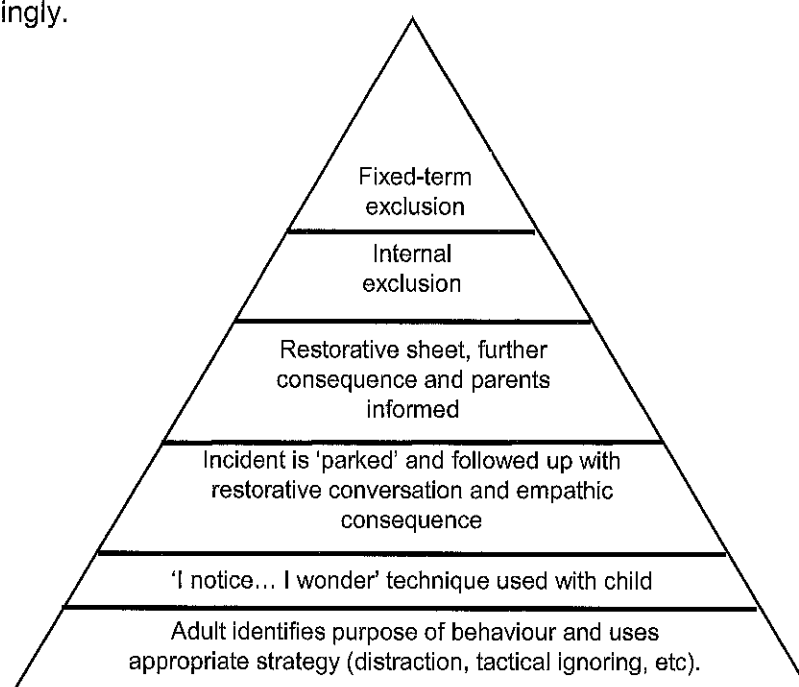 ingly.
Fixed-term
exclusion
Internal
exclusion
Restorative sheet, further
consequence and parents
informed
Incident is 'parked' and followed up with
restorative conversation and empathic
consequence
‘I notice… I wonder’ technique used with child
Adult identifies purpose of behaviour and uses
appropriate strategy (distraction, tactical ignoring, etc).